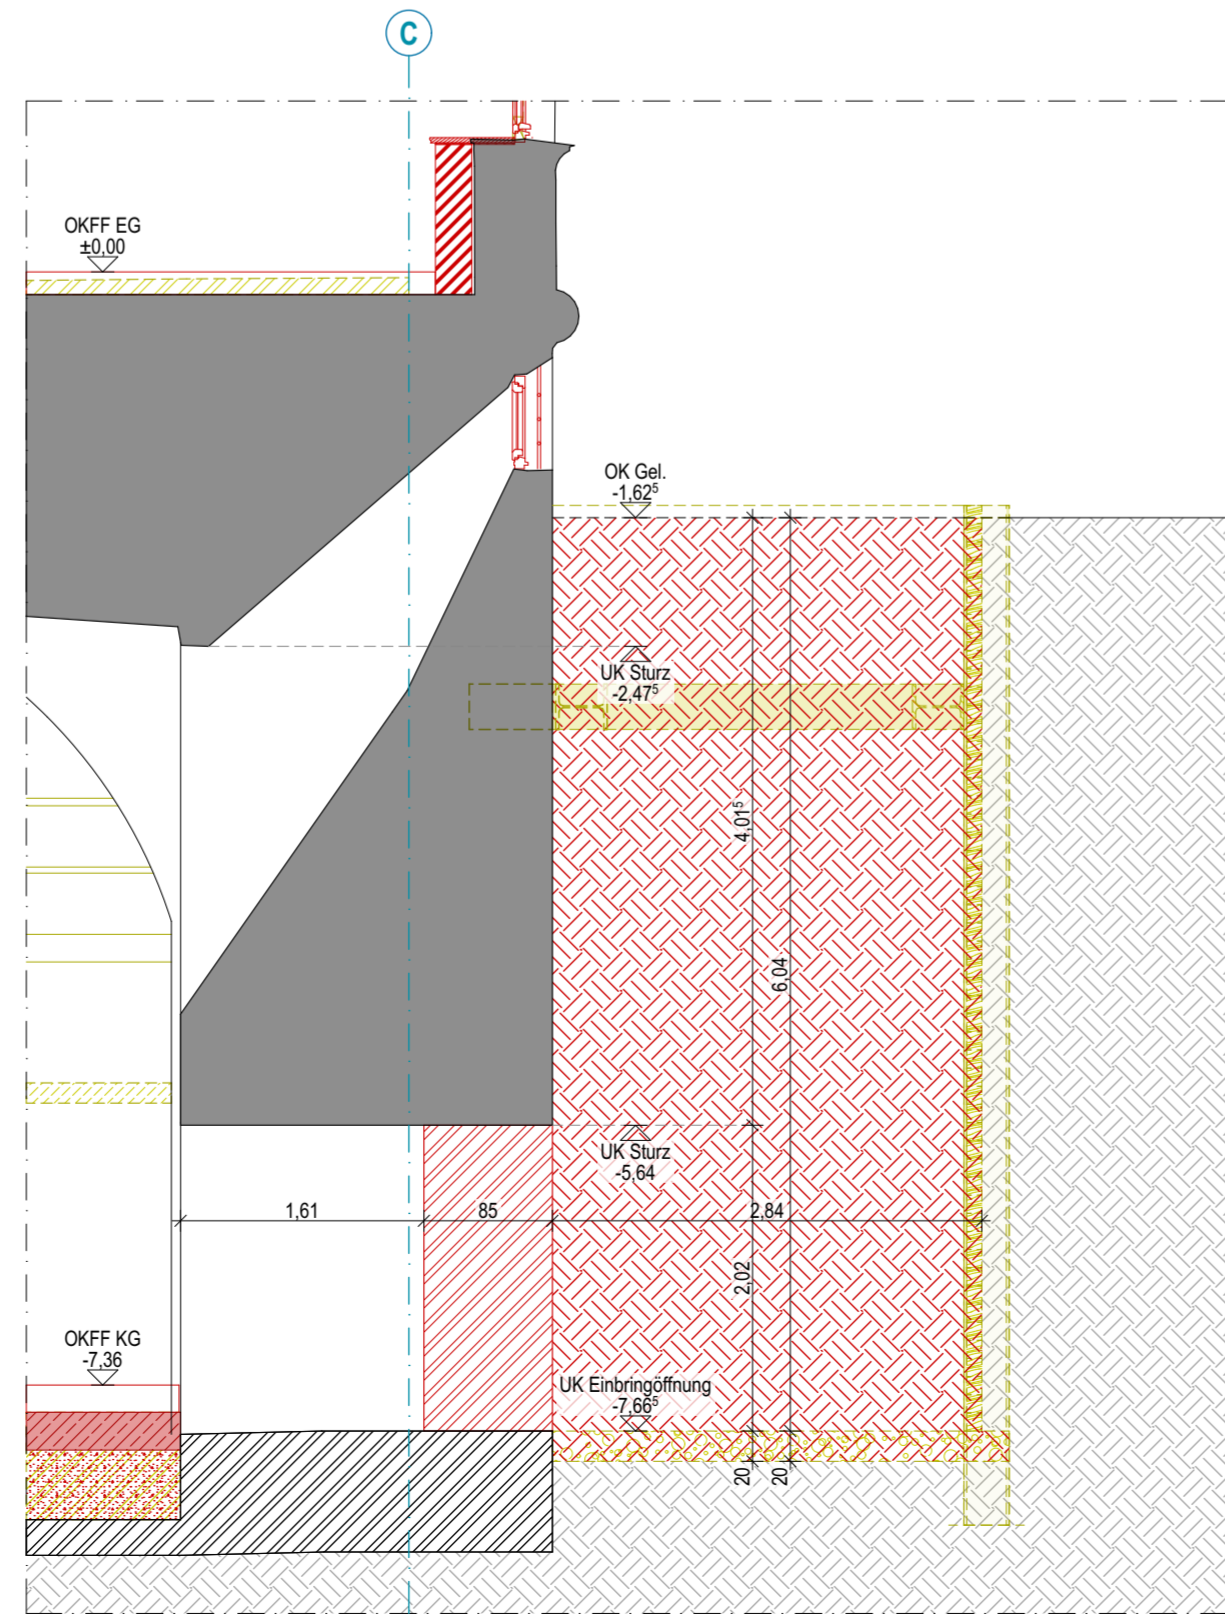 C
OKFF EG
±0,00
OK Gel.
-1,62⁵
UK Sturz
-2,47⁵
4,01⁵
6,04
UK Sturz
-5,64
1,61
85
2,84
2,02
OKFF KG
-7,36
UK Einbringöffnung
-7,66⁵
20
20